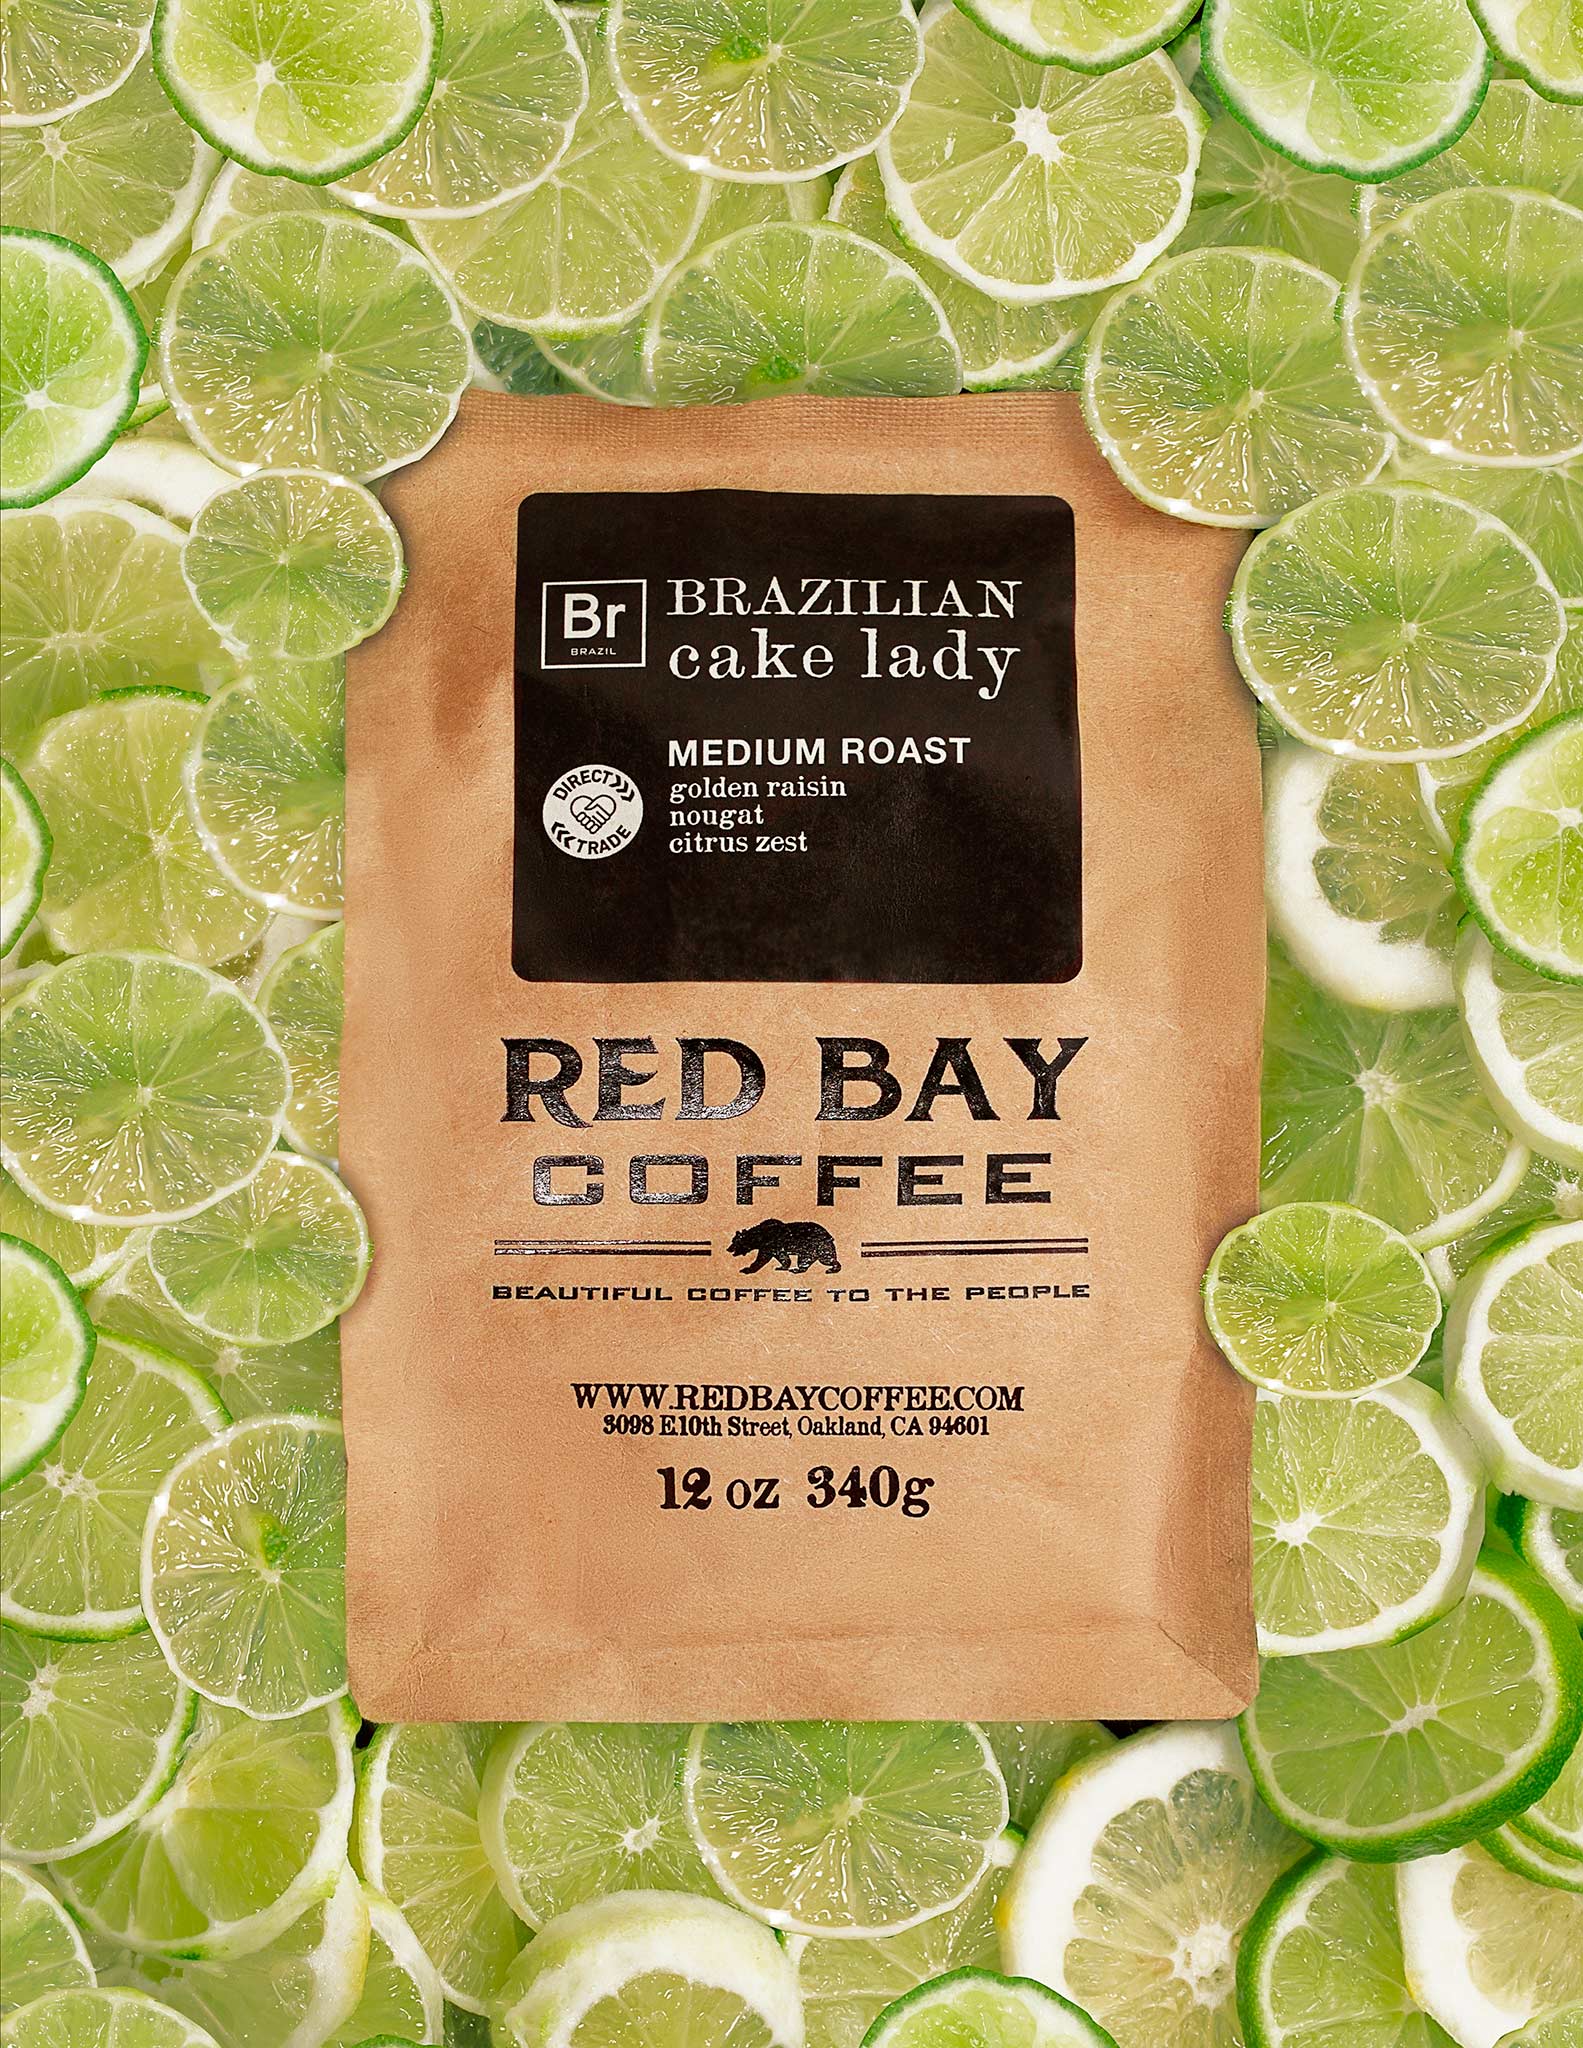 Br
BRAZIL
BRAZILIAN
cake lady
MEDIUM ROAST
golden raisin
nougat
citrus zest
DIRECT
TRADE
RED BAY
COFFEE
BEAUTIFUL COFFEE TO THE PEOPLE
WWW.REDBAYCOFFEE.COM
3098 E.10th Street, Oakland, CA 94601
12 oz 340g